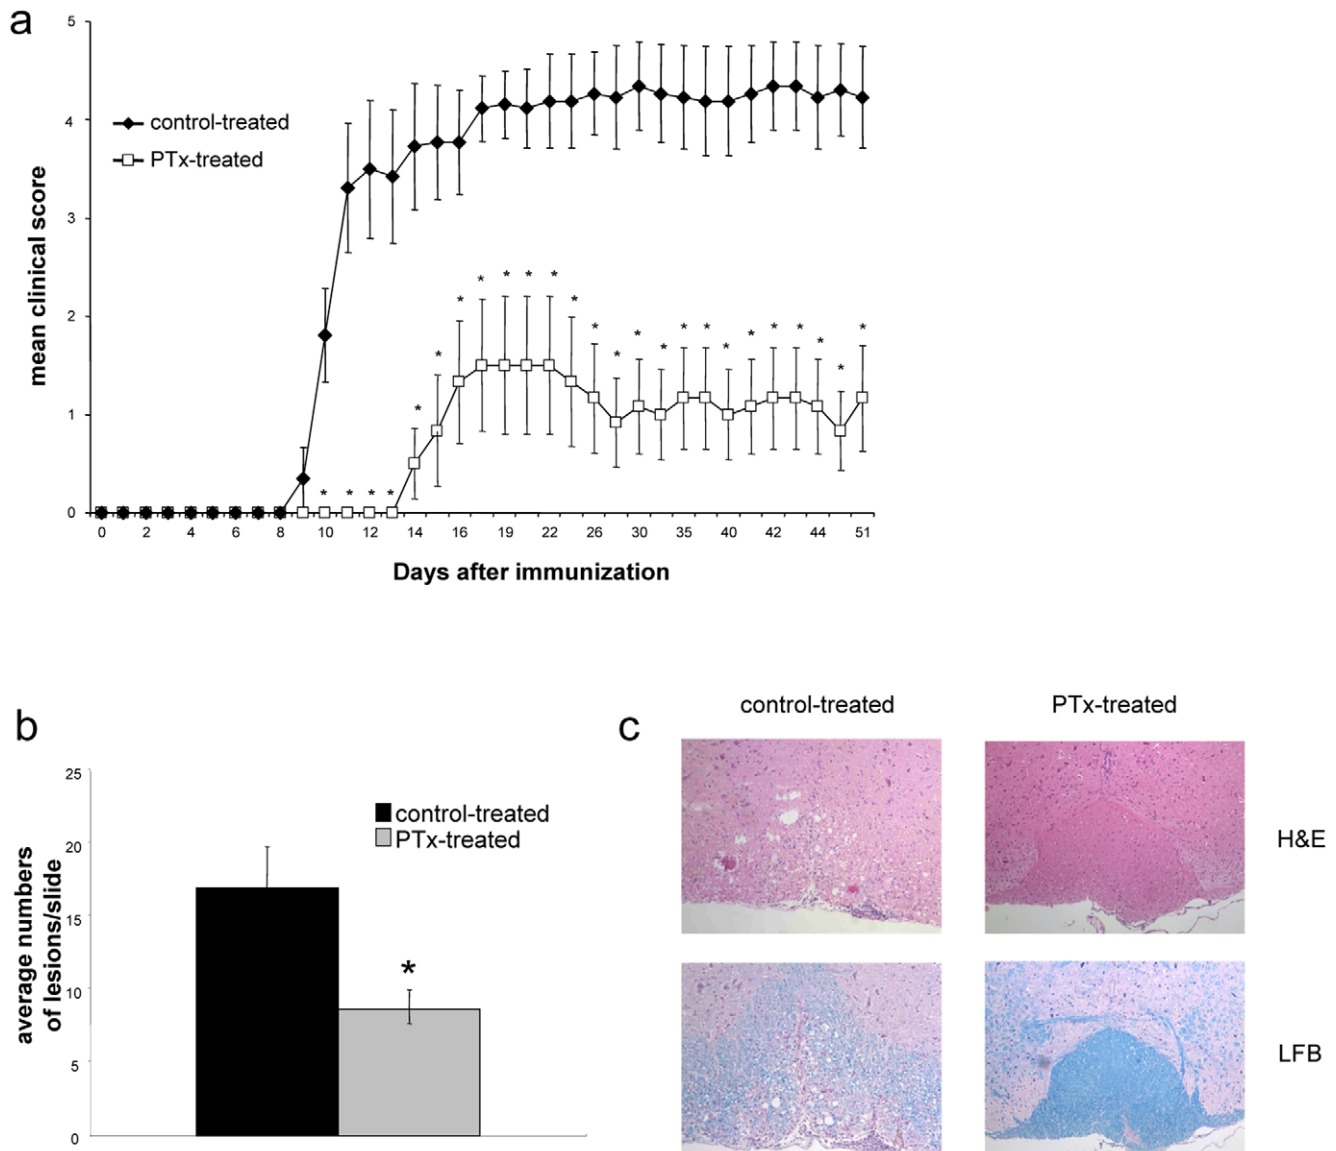 a
5
4
3
2
1
0
mean clinical score
control-treated
PTx-treated
* * * * * * * * * * * * * * * * * * * * * * * *
0 2 4 6 8 10 12 14 16 19 22 26 30 35 40 42 44 51
Days after immunization
b
25
20
15
10
5
0
average numbers
of lesions/slide
control-treated
PTx-treated
*
c
control-treated PTx-treated
H&E
LFB